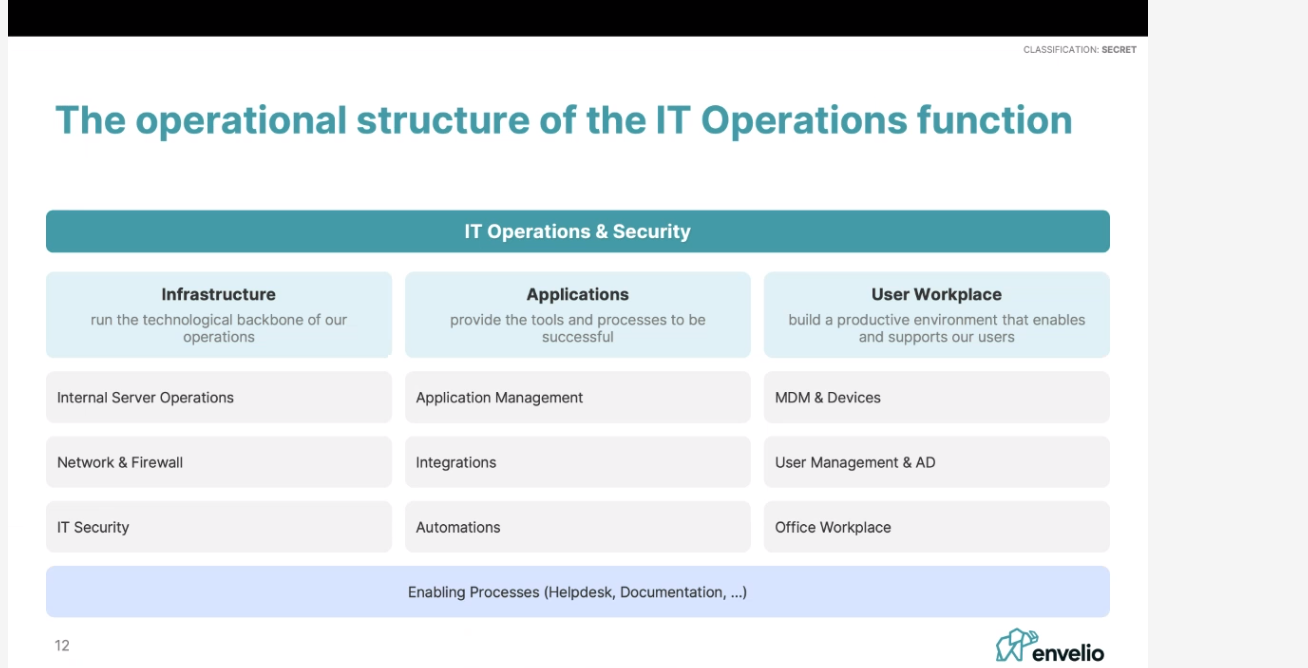 CLASSIFICATION: SECRET
The operational structure of the IT Operations function
IT Operations & Security
Infrastructure
run the technological backbone of our
operations
Applications
provide the tools and processes to be
successful
User Workplace
build a productive environment that enables
and supports our users
Internal Server Operations
Application Management
MDM & Devices
Network & Firewall
Integrations
User Management & AD
IT Security
Automations
Office Workplace
Enabling Processes (Helpdesk, Documentation, ...)
12
envelio